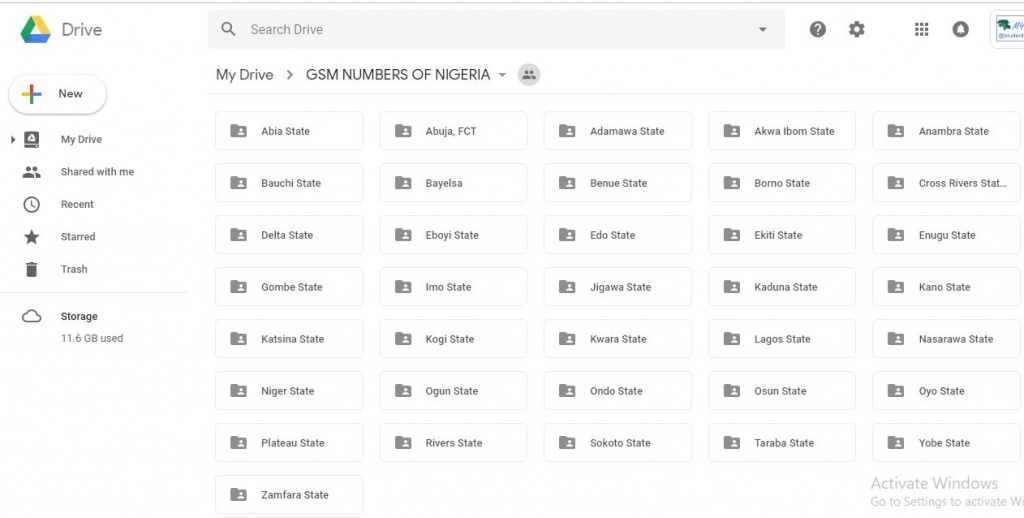 Drive
Search Drive
My Drive > GSM NUMBERS OF NIGERIA
New
My Drive
Shared with me
Recent
Starred
Trash
Storage
11.6 GB used
Abia State
Abuja, FCT
Adamawa State
Akwa Ibom State
Anambra State
Bauchi State
Bayelsa
Benue State
Borno State
Cross Rivers Stat...
Delta State
Eboyi State
Edo State
Ekiti State
Enugu State
Gombe State
Imo State
Jigawa State
Kaduna State
Kano State
Katsina State
Kogi State
Kwara State
Lagos State
Nasarawa State
Niger State
Ogun State
Ondo State
Osun State
Oyo State
Plateau State
Rivers State
Sokoto State
Taraba State
Yobe State
Zamfara State
Activate Windows
Go to Settings to activate Wi